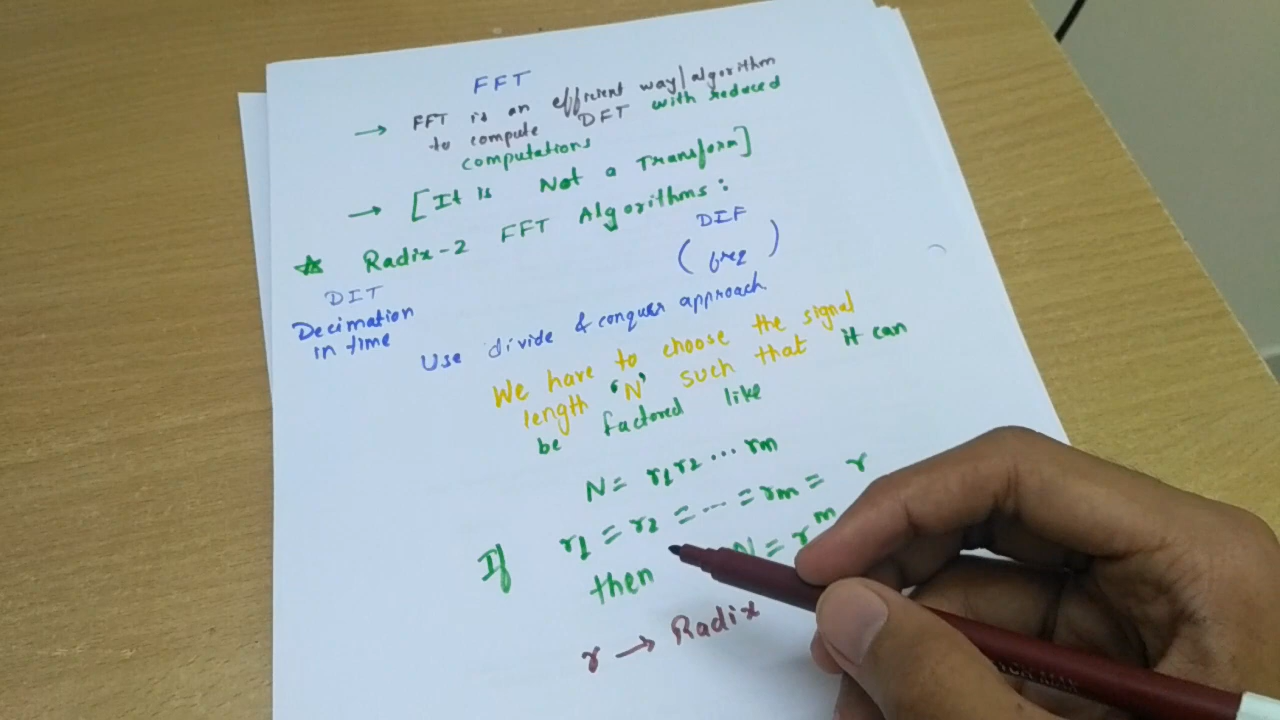 FFT
→ FFT is an efficient way/algorithm
to compute DFT with reduced
computations
→ [It is Not a Transform]
☆ Radix-2 FFT Algorithms:
DIT
Decimation
in time
DIF
(freq)
Use divide & conquer approach
We have to choose the signal
length 'N' such that it can
be factored like
N = r1r2 ... rm
If r1 = r2 = ... = rm = r
then N = r^m
r → Radix